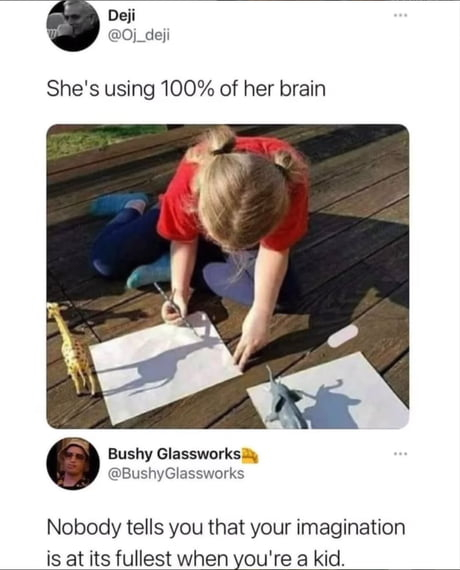 Deji
@Oj_deji
She's using 100% of her brain
Bushy Glassworks
@BushyGlassworks
Nobody tells you that your imagination
is at its fullest when you're a kid.